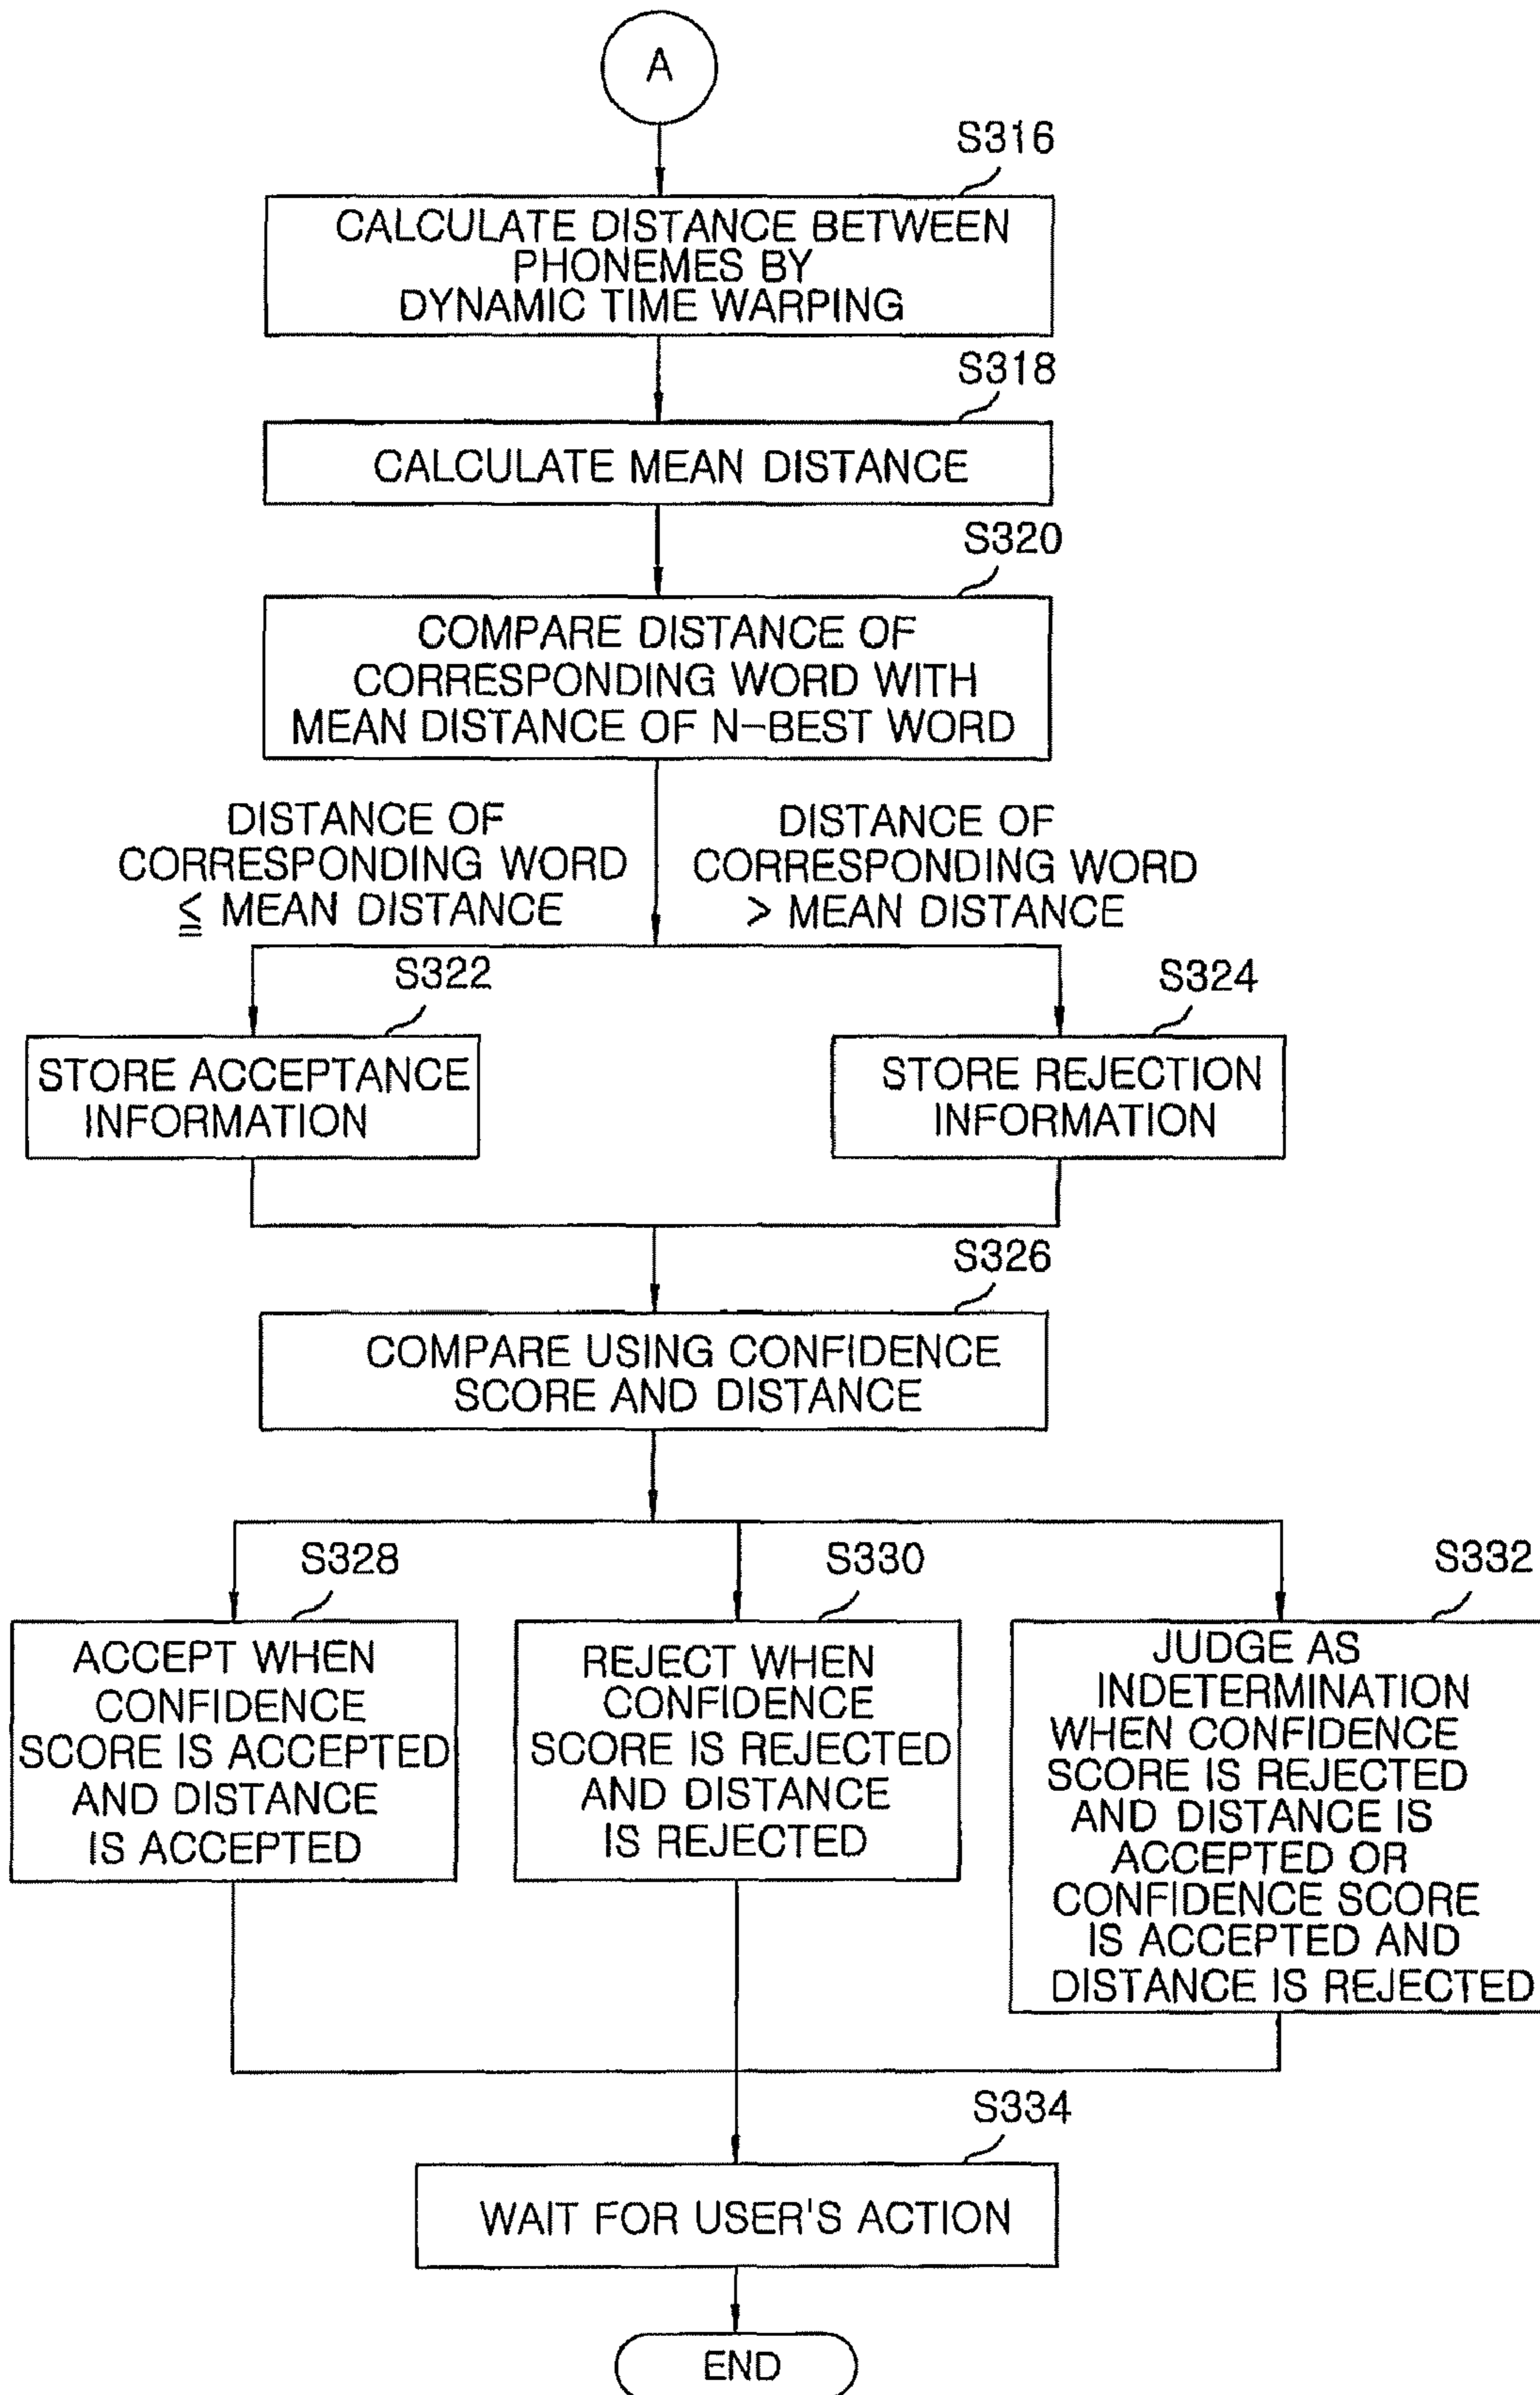 A
S316
CALCULATE DISTANCE BETWEEN
PHONEMES BY
DYNAMIC TIME WARPING
S318
CALCULATE MEAN DISTANCE
S320
COMPARE DISTANCE OF
CORRESPONDING WORD WITH
MEAN DISTANCE OF N-BEST WORD
DISTANCE OF
CORRESPONDING WORD
≦ MEAN DISTANCE
DISTANCE OF
CORRESPONDING WORD
> MEAN DISTANCE
S322
STORE ACCEPTANCE
INFORMATION
S324
STORE REJECTION
INFORMATION
S326
COMPARE USING CONFIDENCE
SCORE AND DISTANCE
S328
ACCEPT WHEN
CONFIDENCE
SCORE IS ACCEPTED
AND DISTANCE
IS ACCEPTED
S330
REJECT WHEN
CONFIDENCE
SCORE IS REJECTED
AND DISTANCE
IS REJECTED
S332
JUDGE AS
INDETERMINATION
WHEN CONFIDENCE
SCORE IS REJECTED
AND DISTANCE IS
ACCEPTED OR
CONFIDENCE SCORE
IS ACCEPTED AND
DISTANCE IS REJECTED
S334
WAIT FOR USER'S ACTION
END